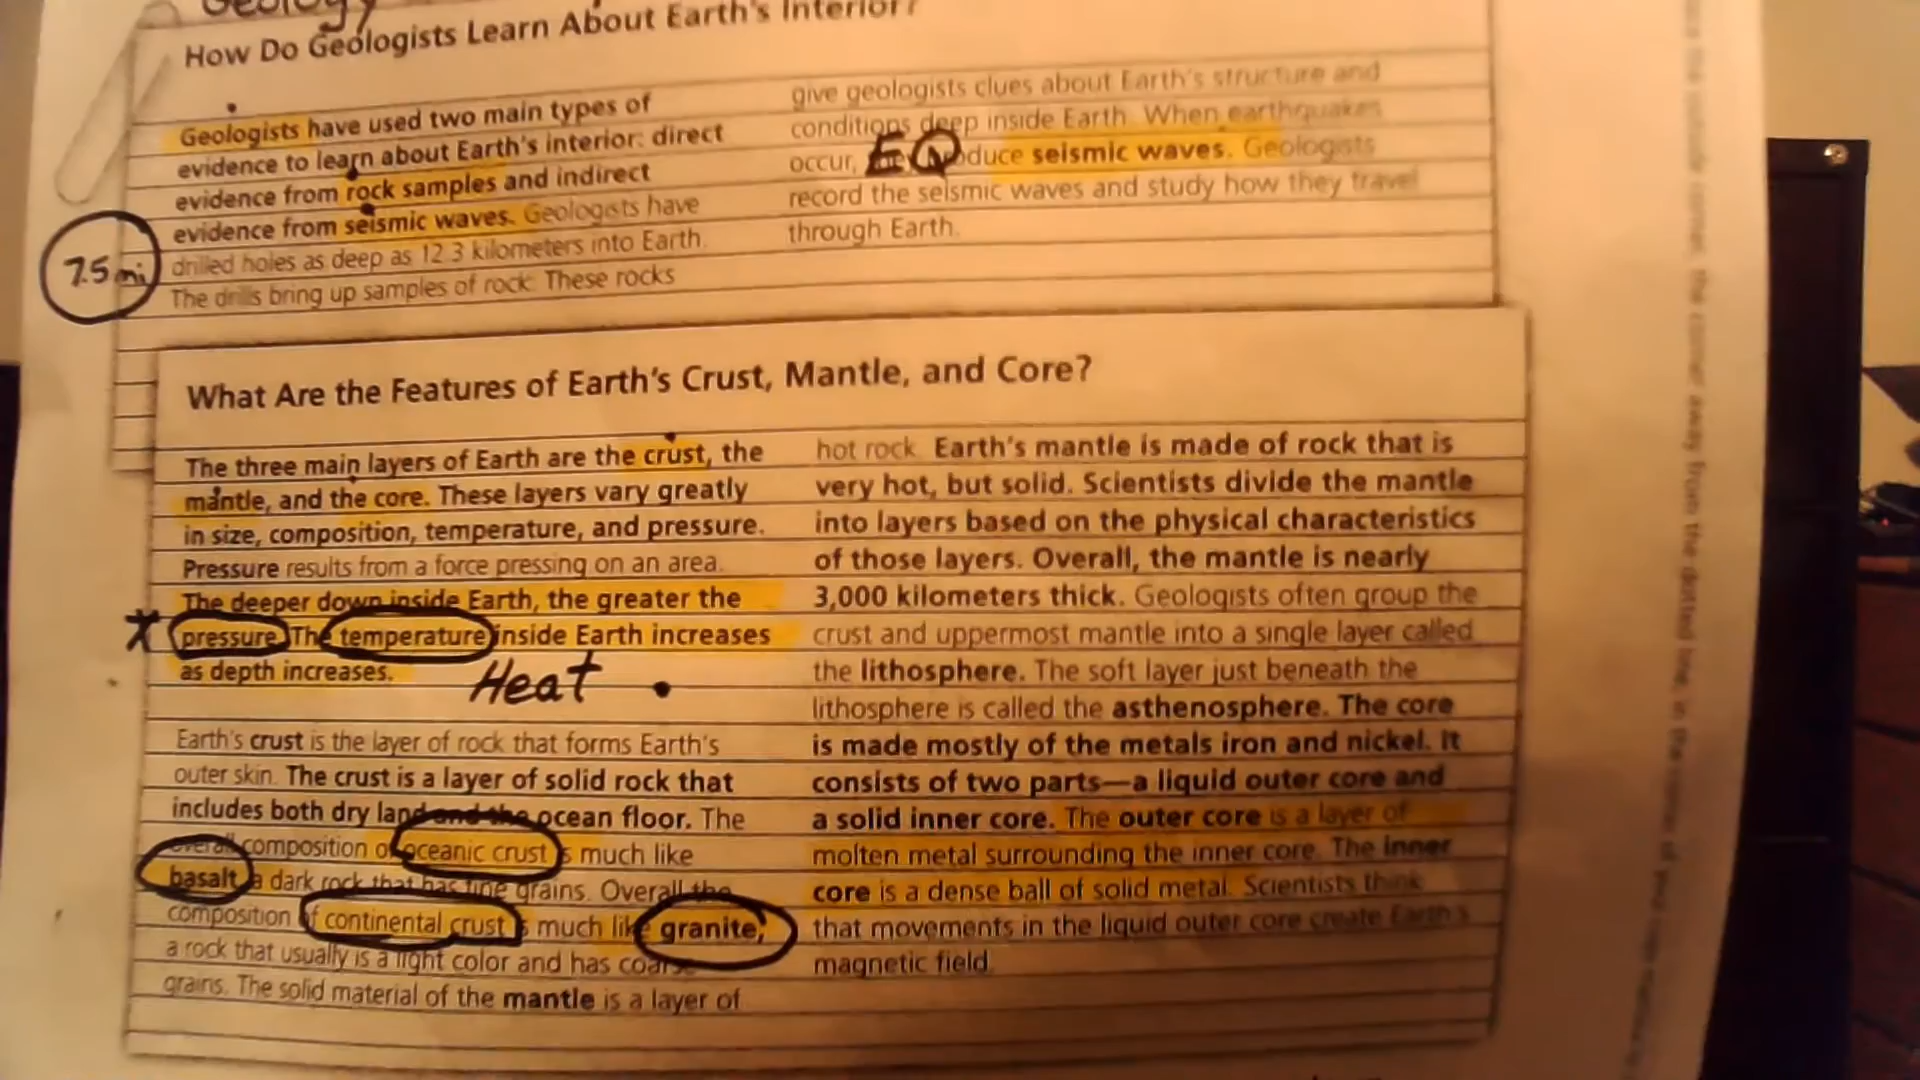 Geology
How Do Geologists Learn About Earth's Interior?
Geologists have used two main types of
evidence to learn about Earth's interior: direct
evidence from rock samples and indirect
evidence from seismic waves. Geologists have
7.5 mi
drilled holes as deep as 12.3 kilometers into Earth.
The drills bring up samples of rock. These rocks
give geologists clues about Earth's structure and
conditions deep inside Earth. When earthquakes
occur, EQ produce seismic waves. Geologists
record the seismic waves and study how they travel
through Earth.
What Are the Features of Earth's Crust, Mantle, and Core?
The three main layers of Earth are the crust, the
mantle, and the core. These layers vary greatly
in size, composition, temperature, and pressure.
Pressure results from a force pressing on an area.
The deeper down inside Earth, the greater the
pressure. The temperature inside Earth increases
as depth increases.
Heat
Earth's crust is the layer of rock that forms Earth's
outer skin. The crust is a layer of solid rock that
includes both dry land and the ocean floor. The
overall composition of oceanic crust is much like
basalt, a dark rock that has fine grains. Overall the
composition of continental crust is much like granite,
a rock that usually is a light color and has coarse
grains. The solid material of the mantle is a layer of
hot rock. Earth's mantle is made of rock that is
very hot, but solid. Scientists divide the mantle
into layers based on the physical characteristics
of those layers. Overall, the mantle is nearly
3,000 kilometers thick. Geologists often group the
crust and uppermost mantle into a single layer called
the lithosphere. The soft layer just beneath the
lithosphere is called the asthenosphere. The core
is made mostly of the metals iron and nickel. It
consists of two parts—a liquid outer core and
a solid inner core. The outer core is a layer of
molten metal surrounding the inner core. The inner
core is a dense ball of solid metal. Scientists think
that movements in the liquid outer core create Earth's
magnetic field.